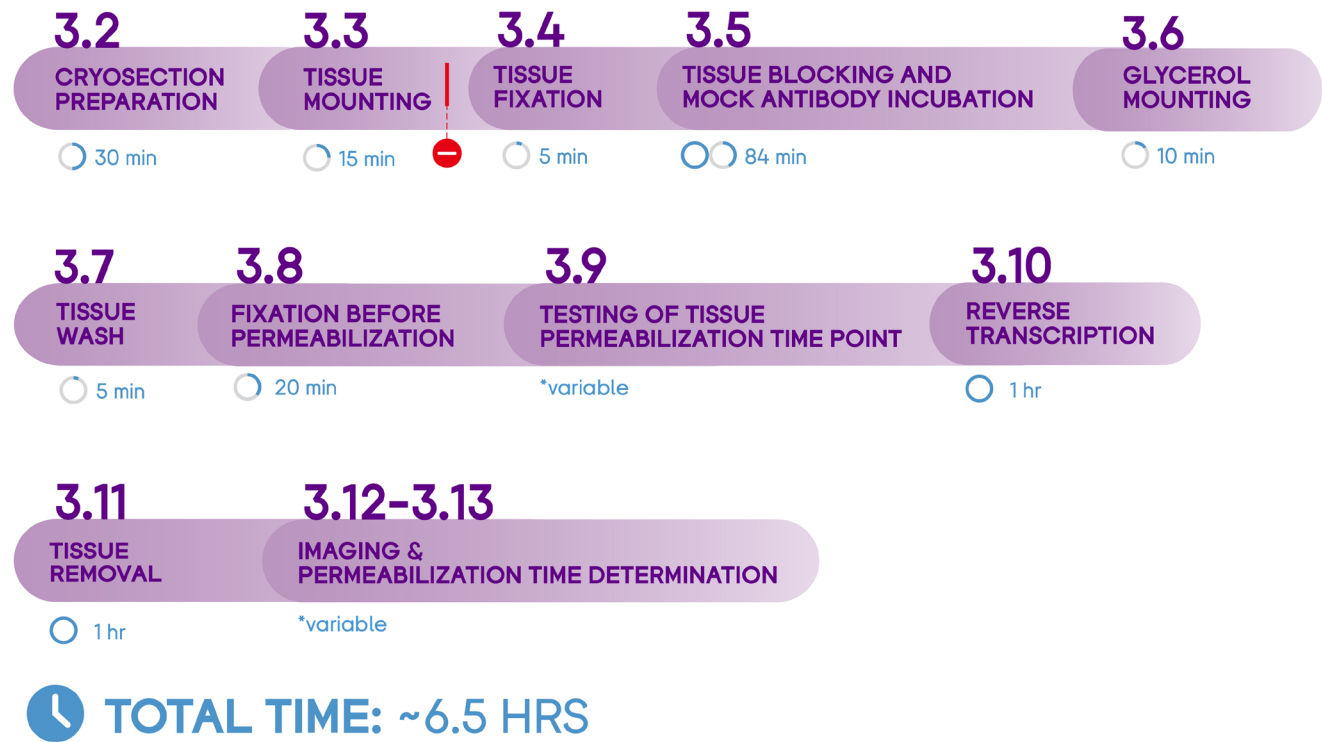 3.2
CRYOSECTION
PREPARATION
30 min
3.3
TISSUE
MOUNTING
15 min
3.4
TISSUE
FIXATION
5 min
3.5
TISSUE BLOCKING AND
MOCK ANTIBODY INCUBATION
84 min
3.6
GLYCEROL
MOUNTING
10 min
3.7
TISSUE
WASH
5 min
3.8
FIXATION BEFORE
PERMEABILIZATION
20 min
3.9
TESTING OF TISSUE
PERMEABILIZATION TIME POINT
*variable
3.10
REVERSE
TRANSCRIPTION
1 hr
3.11
TISSUE
REMOVAL
1 hr
3.12-3.13
IMAGING &
PERMEABILIZATION TIME DETERMINATION
*variable
TOTAL TIME: ~6.5 HRS